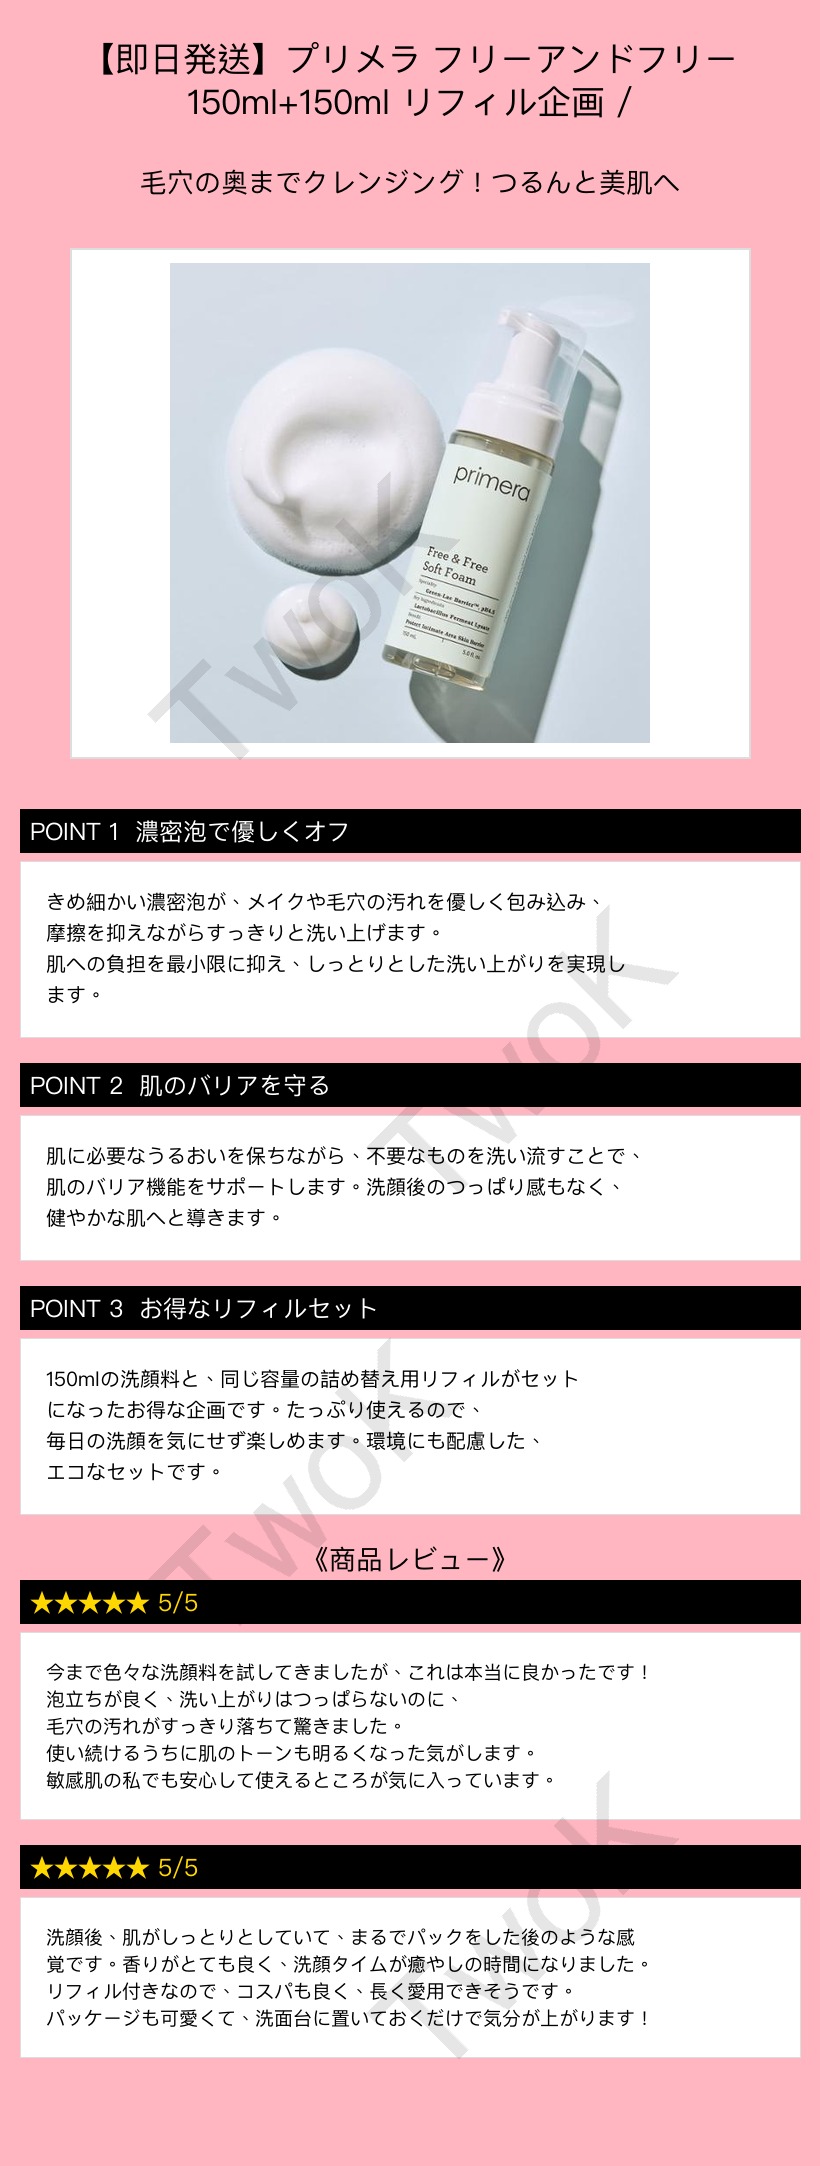 【即日発送】プリメラ フリーアンドフリー
150ml+150ml リフィル企画 /
毛穴の奥までクレンジング！つるんと美肌へ
primera
Free & Free
Soft Foam
Specialty
Green-Lac Barrier™, pH4.5
Key Ingredients
Lactobacillus Ferment Lysate
Benefit
Protect Intimate Area Skin Barrier
150 mL
5.0 fl. oz
TwoK
POINT 1 濃密泡で優しくオフ
きめ細かい濃密泡が、メイクや毛穴の汚れを優しく包み込み、
摩擦を抑えながらすっきりと洗い上げます。
肌への負担を最小限に抑え、しっとりとした洗い上がりを実現し
ます。
TwoK
POINT 2 肌のバリアを守る
肌に必要なうるおいを保ちながら、不要なものを洗い流すことで、
肌のバリア機能をサポートします。洗顔後のつっぱり感もなく、
健やかな肌へと導きます。
POINT 3 お得なリフィルセット
150mlの洗顔料と、同じ容量の詰め替え用リフィルがセット
になったお得な企画です。たっぷり使えるので、
毎日の洗顔を気にせず楽しめます。環境にも配慮した、
エコなセットです。
TwoK
《商品レビュー》
★★★★★ 5/5
今まで色々な洗顔料を試してきましたが、これは本当に良かったです！
泡立ちが良く、洗い上がりはつっぱらないのに、
毛穴の汚れがすっきり落ちて驚きました。
使い続けるうちに肌のトーンも明るくなった気がします。
敏感肌の私でも安心して使えるところが気に入っています。
★★★★★ 5/5
洗顔後、肌がしっとりとしていて、まるでパックをした後のような感
覚です。香りがとても良く、洗顔タイムが癒やしの時間になりました。
リフィル付きなので、コスパも良く、長く愛用できそうです。
パッケージも可愛くて、洗面台に置いておくだけで気分が上がります！
TwoK